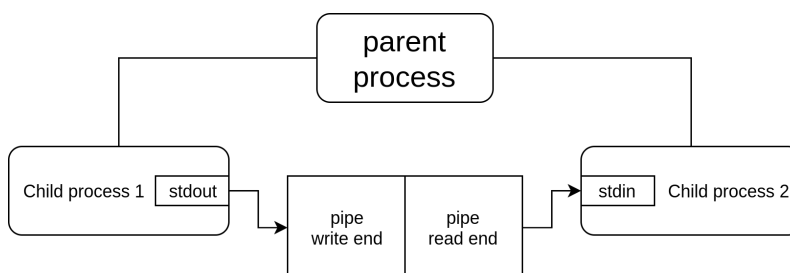 parent
process
Child process 1
stdout
pipe
write end
pipe
read end
stdin
Child process 2